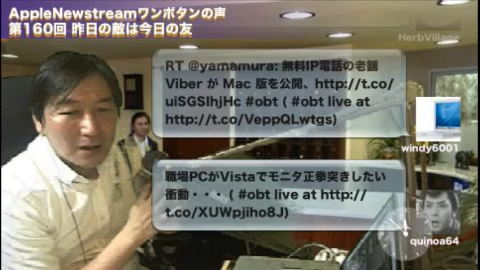 AppleNewstreamワンボタンの声
第160回 昨日の敵は今日の友
HerbVillage
RT @yamamura: 無料IP電話の老舗
Viber が Mac 版を公開、http://t.co/
uiSGSIhjHc #obt ( #obt live at
http://t.co/VeppQLwtgs)
windy6001
職場PCがVistaでモニタ正拳突きしたい
衝動・・・ ( #obt live at http://
t.co/XUWpjiho8J)
quinoa64